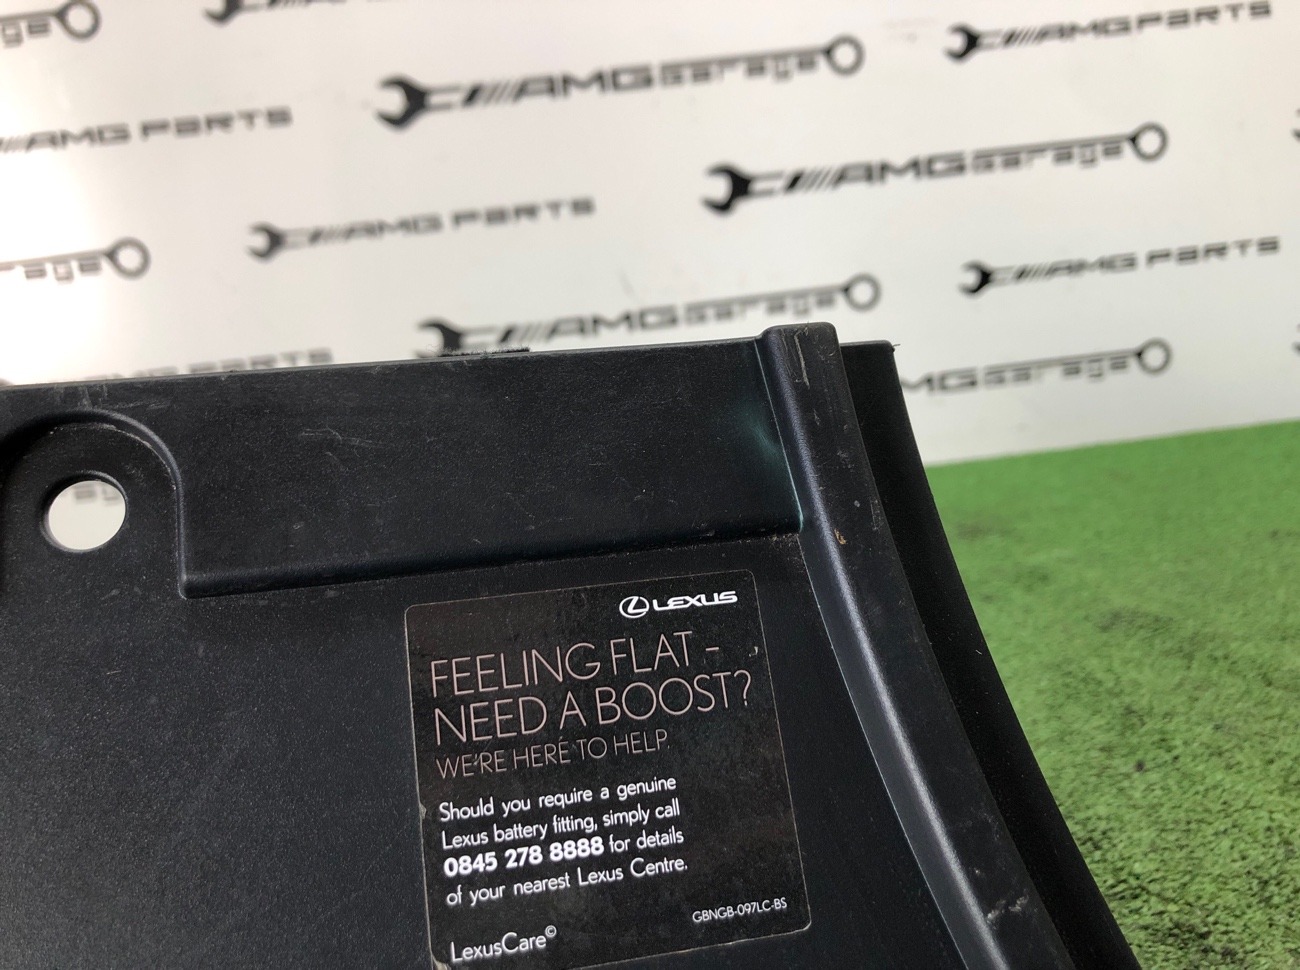 AMG Garage
AMG PARTS
AMG PARTS
AMG Garage
AMG PARTS
Garage
AMG PARTS
AMG Garage
AMG Garage
LEXUS
FEELING FLAT -
NEED A BOOST?
WE'RE HERE TO HELP.
Should you require a genuine
Lexus battery fitting, simply call
0845 278 8888 for details
of your nearest Lexus Centre.
GBNGB-097LC-BS
LexusCare©